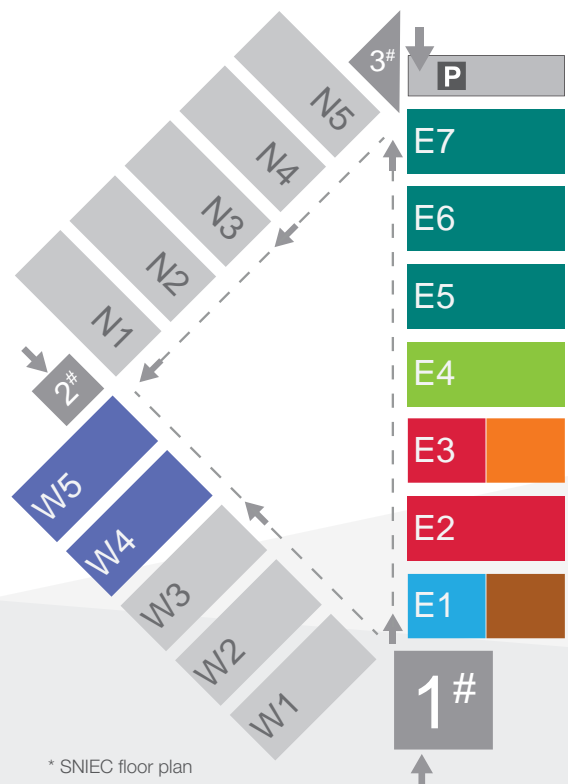 3#
P
N5
E7
N4
E6
N3
N2
E5
N1
E4
2#
W5
E3
W4
E2
W3
E1
W2
W1
1#
* SNIEC floor plan